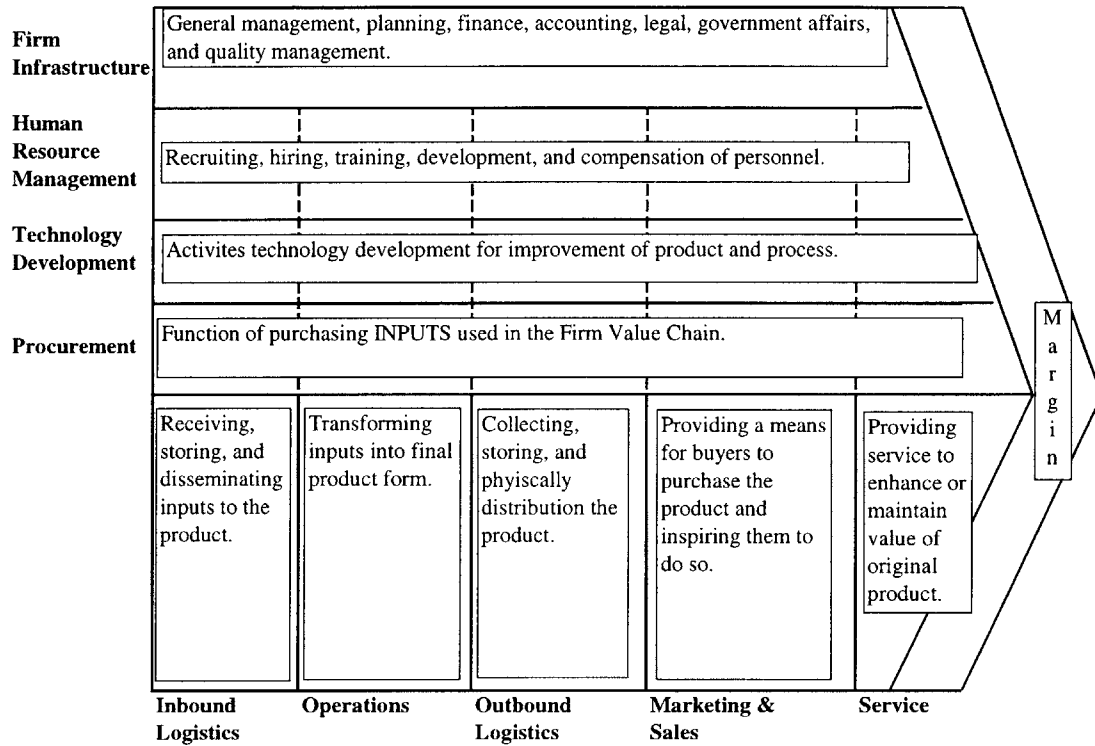 Firm
Infrastructure
General management, planning, finance, accounting, legal, government affairs,
and quality management.
Human
Resource
Management
Recruiting, hiring, training, development, and compensation of personnel.
Technology
Development
Activites technology development for improvement of product and process.
Procurement
Function of purchasing INPUTS used in the Firm Value Chain.
M
a
r
g
i
n
Receiving,
storing, and
disseminating
inputs to the
product.
Transforming
inputs into final
product form.
Collecting,
storing, and
phyiscally
distribution the
product.
Providing a means
for buyers to
purchase the
product and
inspiring them to
do so.
Providing
service to
enhance or
maintain
value of
original
product.
Inbound
Logistics
Operations
Outbound
Logistics
Marketing &
Sales
Service